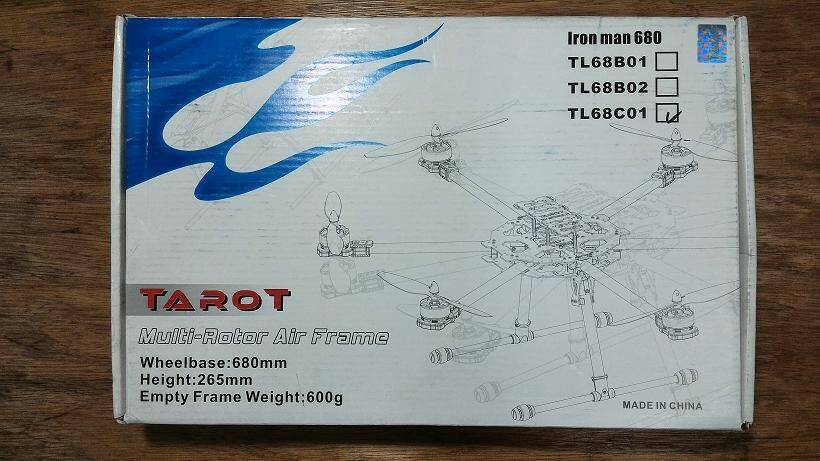 Iron man 680
TL68B01
TL68B02
TL68C01
TAROT
Multi-Rotor Air Frame
Wheelbase:680mm
Height:265mm
Empty Frame Weight:600g
MADE IN CHINA